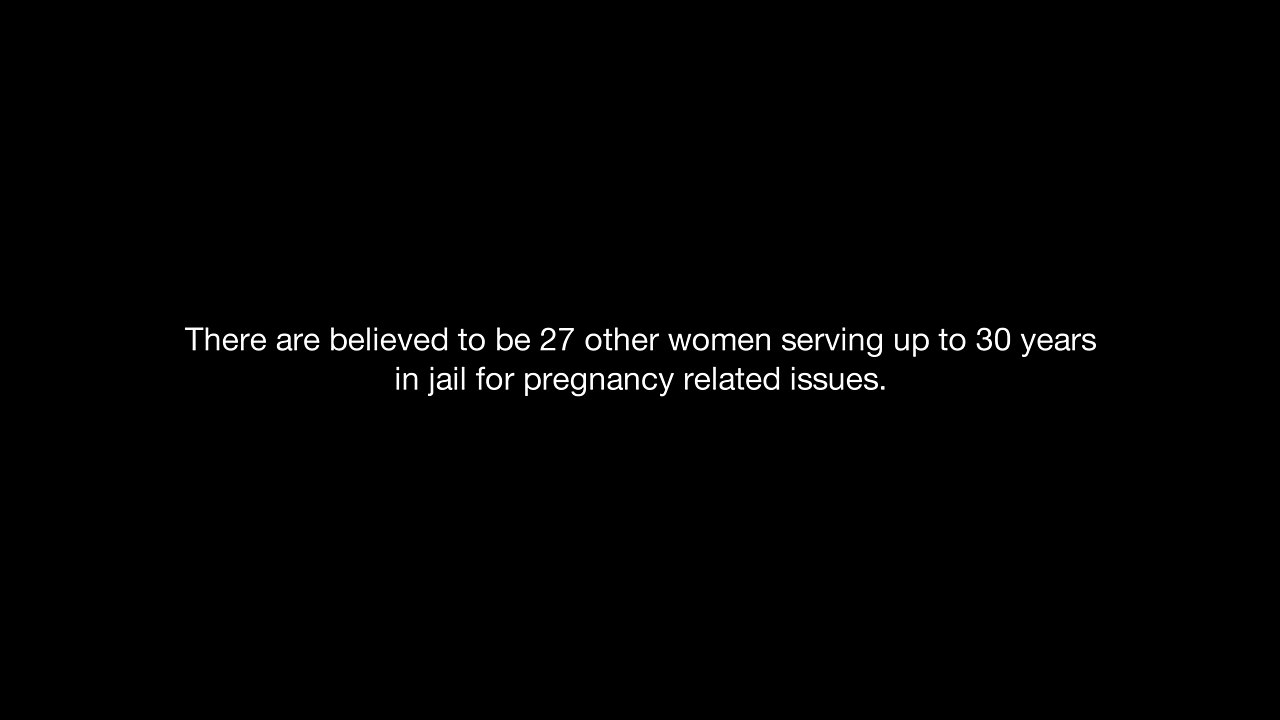 There are believed to be 27 other women serving up to 30 years
in jail for pregnancy related issues.